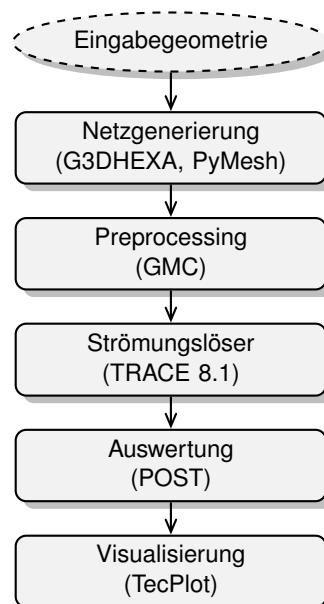 Eingabegeometrie
Netzgenerierung
(G3DHEXA, PyMesh)
Preprocessing
(GMC)
Strömungslöser
(TRACE 8.1)
Auswertung
(POST)
Visualisierung
(TecPlot)